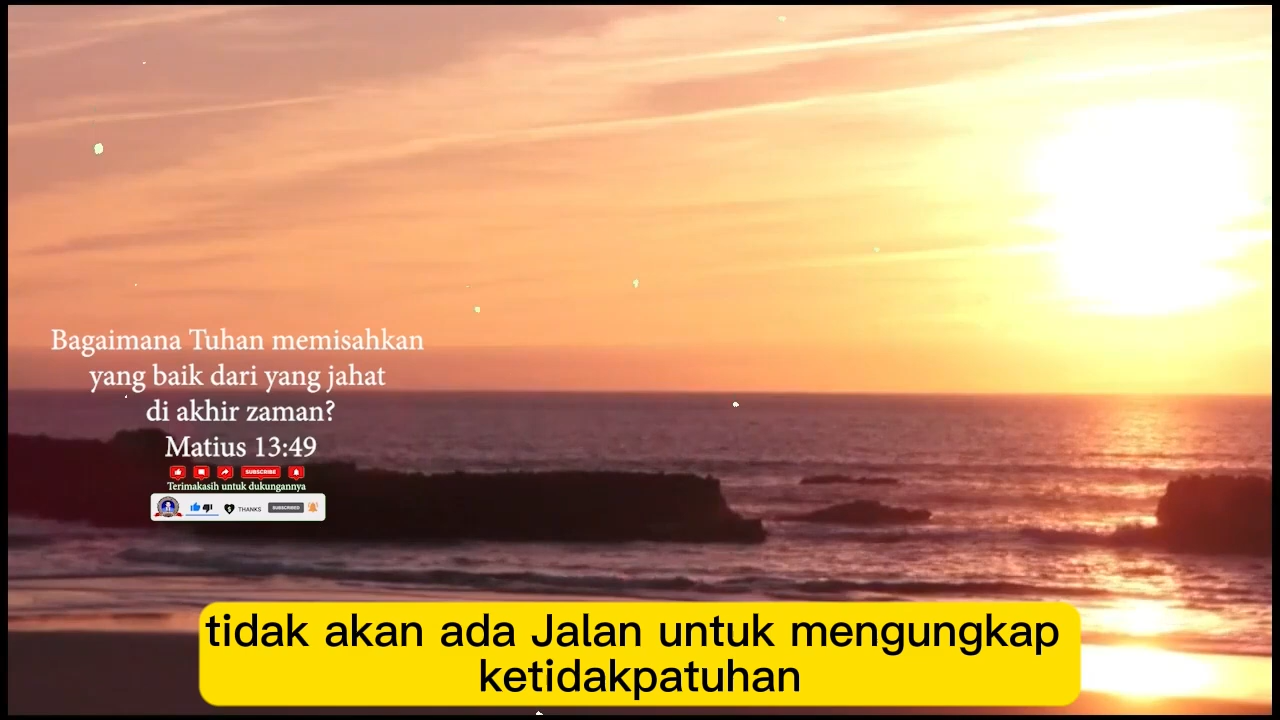 Bagaimana Tuhan memisahkan
yang baik dari yang jahat
di akhir zaman?
Matius 13:49
SUBSCRIBE
Terimakasih untuk dukungannya
THANKS SUBSCRIBED
tidak akan ada Jalan untuk mengungkap
ketidakpatuhan